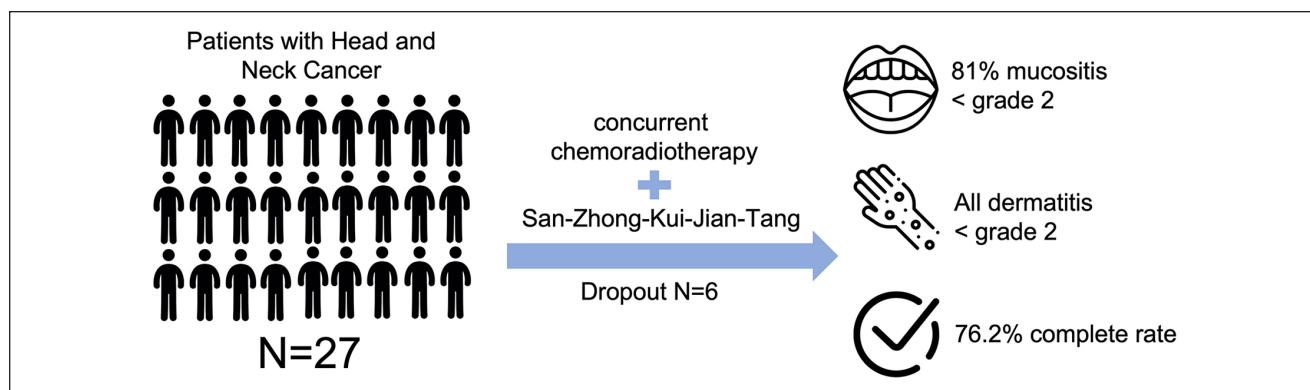 Patients with Head and
Neck Cancer
N=27
concurrent
chemoradiotherapy
San-Zhong-Kui-Jian-Tang
Dropout N=6
81% mucositis
< grade 2
All dermatitis
< grade 2
76.2% complete rate